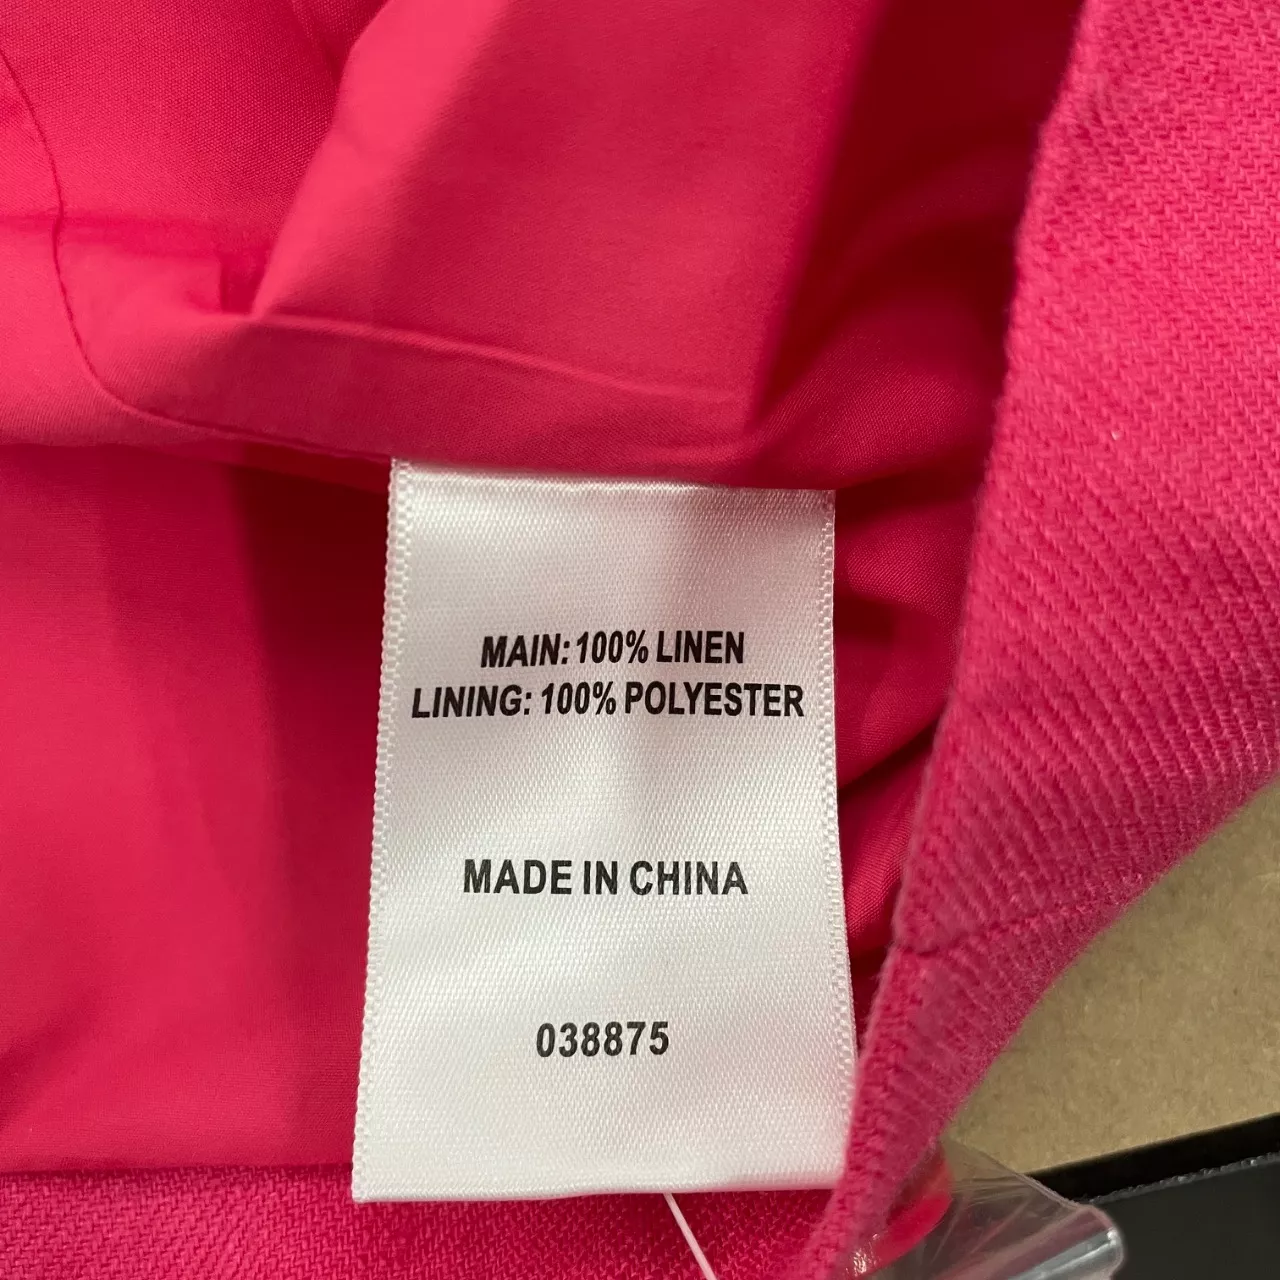 MAIN: 100% LINEN
LINING: 100% POLYESTER
MADE IN CHINA
038875